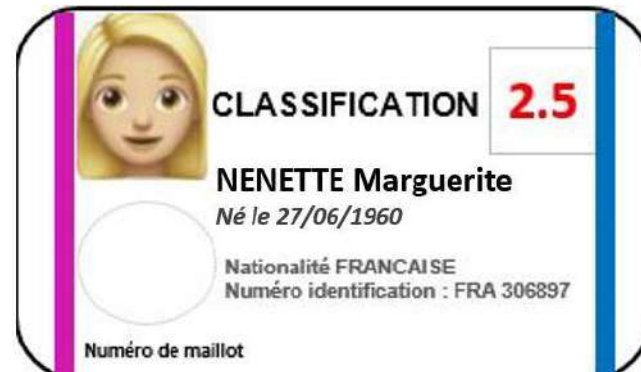 CLASSIFICATION 2.5
NENETTE Marguerite
Né le 27/06/1960
Nationalité FRANCAISE
Numéro identification : FRA 306897
Numéro de maillot